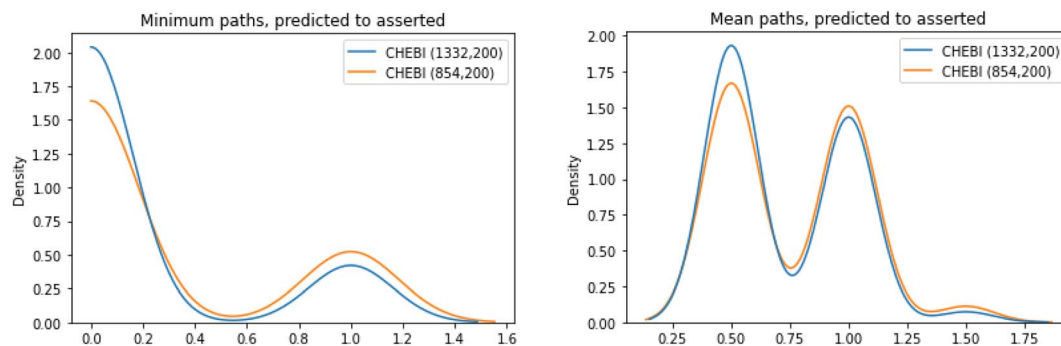 Minimum paths, predicted to asserted
CHEBI (1332,200)
CHEBI (854,200)
Density
2.00
1.75
1.50
1.25
1.00
0.75
0.50
0.25
0.00
0.0 0.2 0.4 0.6 0.8 1.0 1.2 1.4 1.6
Mean paths, predicted to asserted
CHEBI (1332,200)
CHEBI (854,200)
Density
2.00
1.75
1.50
1.25
1.00
0.75
0.50
0.25
0.00
0.25 0.50 0.75 1.00 1.25 1.50 1.75